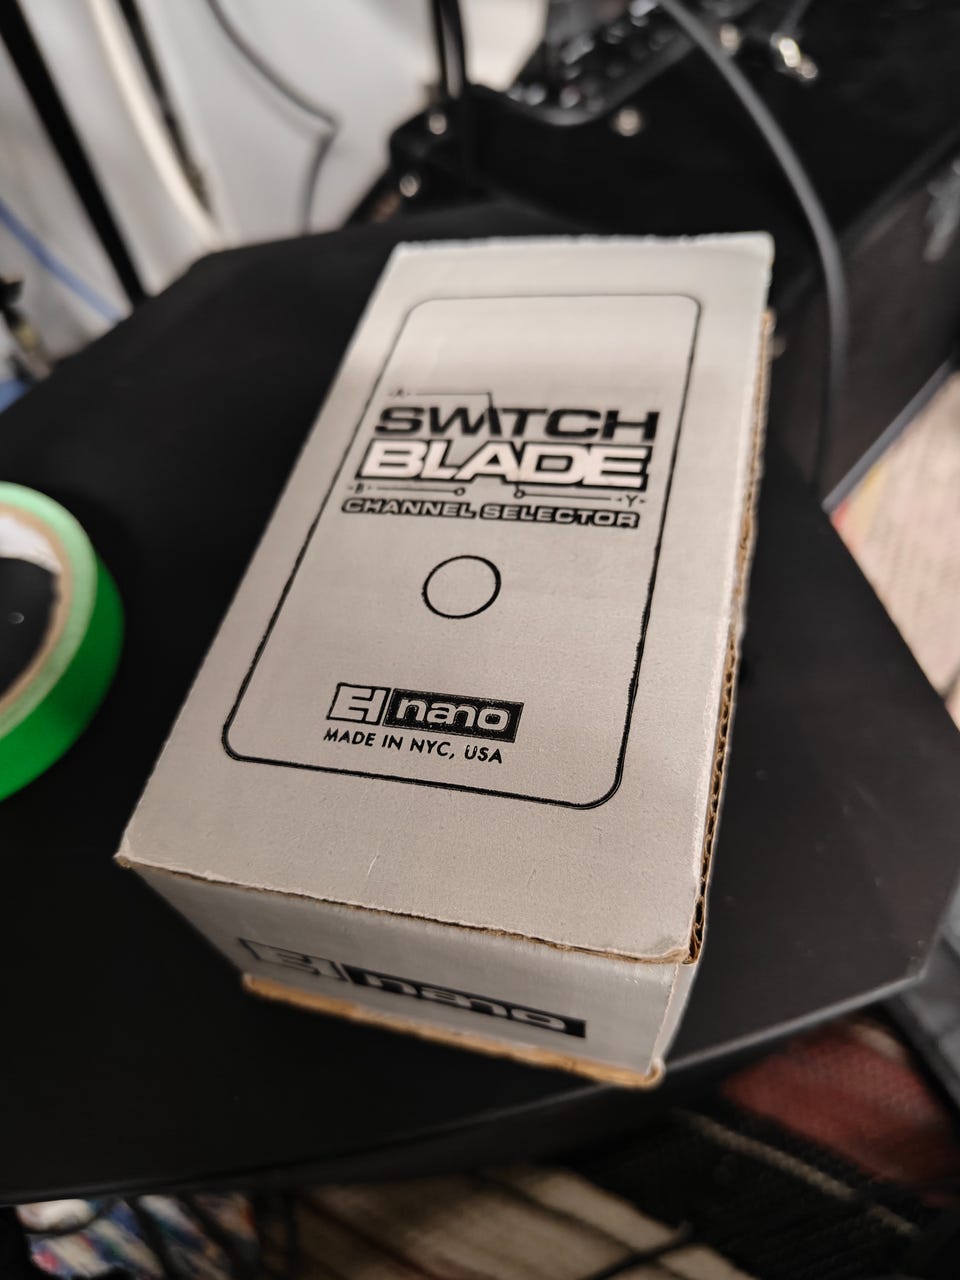 A
SWITCH
BLADE
B Y
CHANNEL SELECTOR
EH nano
MADE IN NYC, USA
EH nano